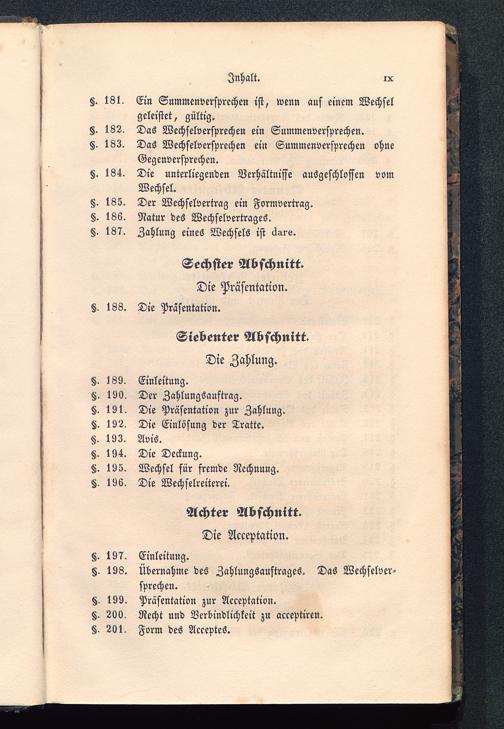 Inhalt. IX
§. 181. Ein Summenversprechen ist, wenn auf einem Wechsel
geleistet, gültig.
§. 182. Das Wechselversprechen ein Summenversprechen.
§. 183. Das Wechselversprechen ein Summenversprechen ohne
Gegenversprechen.
§. 184. Die unterliegenden Verhältnisse ausgeschlossen vom
Wechsel.
§. 185. Der Wechselvertrag ein Formvertrag.
§. 186. Natur des Wechselvertrages.
§. 187. Zahlung eines Wechsels ist dare.
Sechster Abschnitt.
Die Präsentation.
§. 188. Die Präsentation.
Siebenter Abschnitt.
Die Zahlung.
§. 189. Einleitung.
§. 190. Der Zahlungsauftrag.
§. 191. Die Präsentation zur Zahlung.
§. 192. Die Einlösung der Tratte.
§. 193. Avis.
§. 194. Die Deckung.
§. 195. Wechsel für fremde Rechnung.
§. 196. Die Wechselreiterei.
Achter Abschnitt.
Die Acceptation.
§. 197. Einleitung.
§. 198. Übernahme des Zahlungsauftrages. Das Wechselver-
sprechen.
§. 199. Präsentation zur Acceptation.
§. 200. Recht und Verbindlichkeit zu acceptiren.
§. 201. Form des Acceptes.